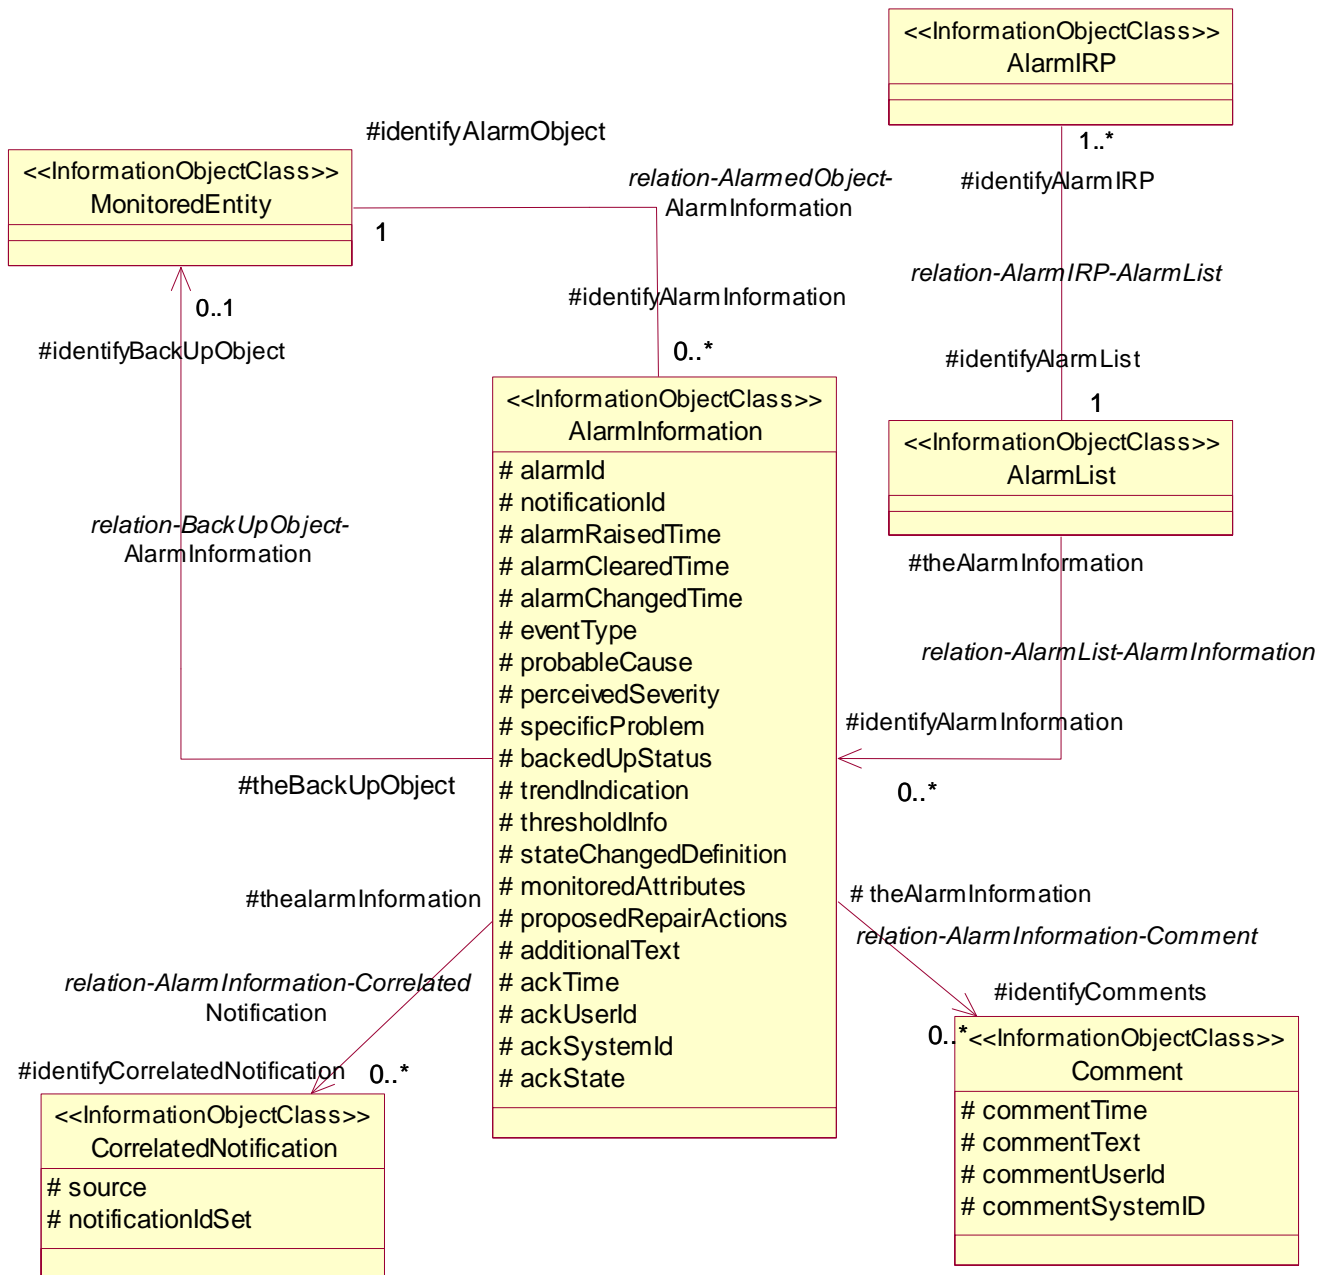 <<InformationObjectClass>>
AlarmIRP
1..*
#identifyAlarmIRP
relation-AlarmIRP-AlarmList
#identifyAlarmList
1
#identifyAlarmObject
<<InformationObjectClass>>
MonitoredEntity
1
relation-AlarmedObject-
AlarmInformation
#identifyAlarmInformation
0..*
0..1
#identifyBackUpObject
relation-BackUpObject-
AlarmInformation
#theBackUpObject
<<InformationObjectClass>>
AlarmInformation
# alarmId
# notificationId
# alarmRaisedTime
# alarmClearedTime
# alarmChangedTime
# eventType
# probableCause
# perceivedSeverity
# specificProblem
# backedUpStatus
# trendIndication
# thresholdInfo
# stateChangedDefinition
# monitoredAttributes
# proposedRepairActions
# additionalText
# ackTime
# ackUserId
# ackSystemId
# ackState
<<InformationObjectClass>>
AlarmList
#theAlarmInformation
relation-AlarmList-AlarmInformation
#identifyAlarmInformation
0..*
#thealarmInformation
relation-AlarmInformation-Correlated
Notification
#identifyCorrelatedNotification
0..*
<<InformationObjectClass>>
CorrelatedNotification
# source
# notificationIdSet
# theAlarmInformation
relation-AlarmInformation-Comment
#identifyComments
0..*
<<InformationObjectClass>>
Comment
# commentTime
# commentText
# commentUserId
# commentSystemID